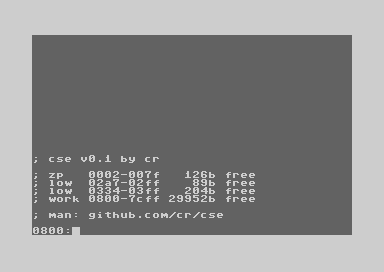 ; cse v0.1 by cr
; zp   0002-007f   126b free
; low  02a7-02ff    89b free
; low  0334-03ff   204b free
; work 0800-7cff 29952b free
; man: github.com/cr/cse
0800: